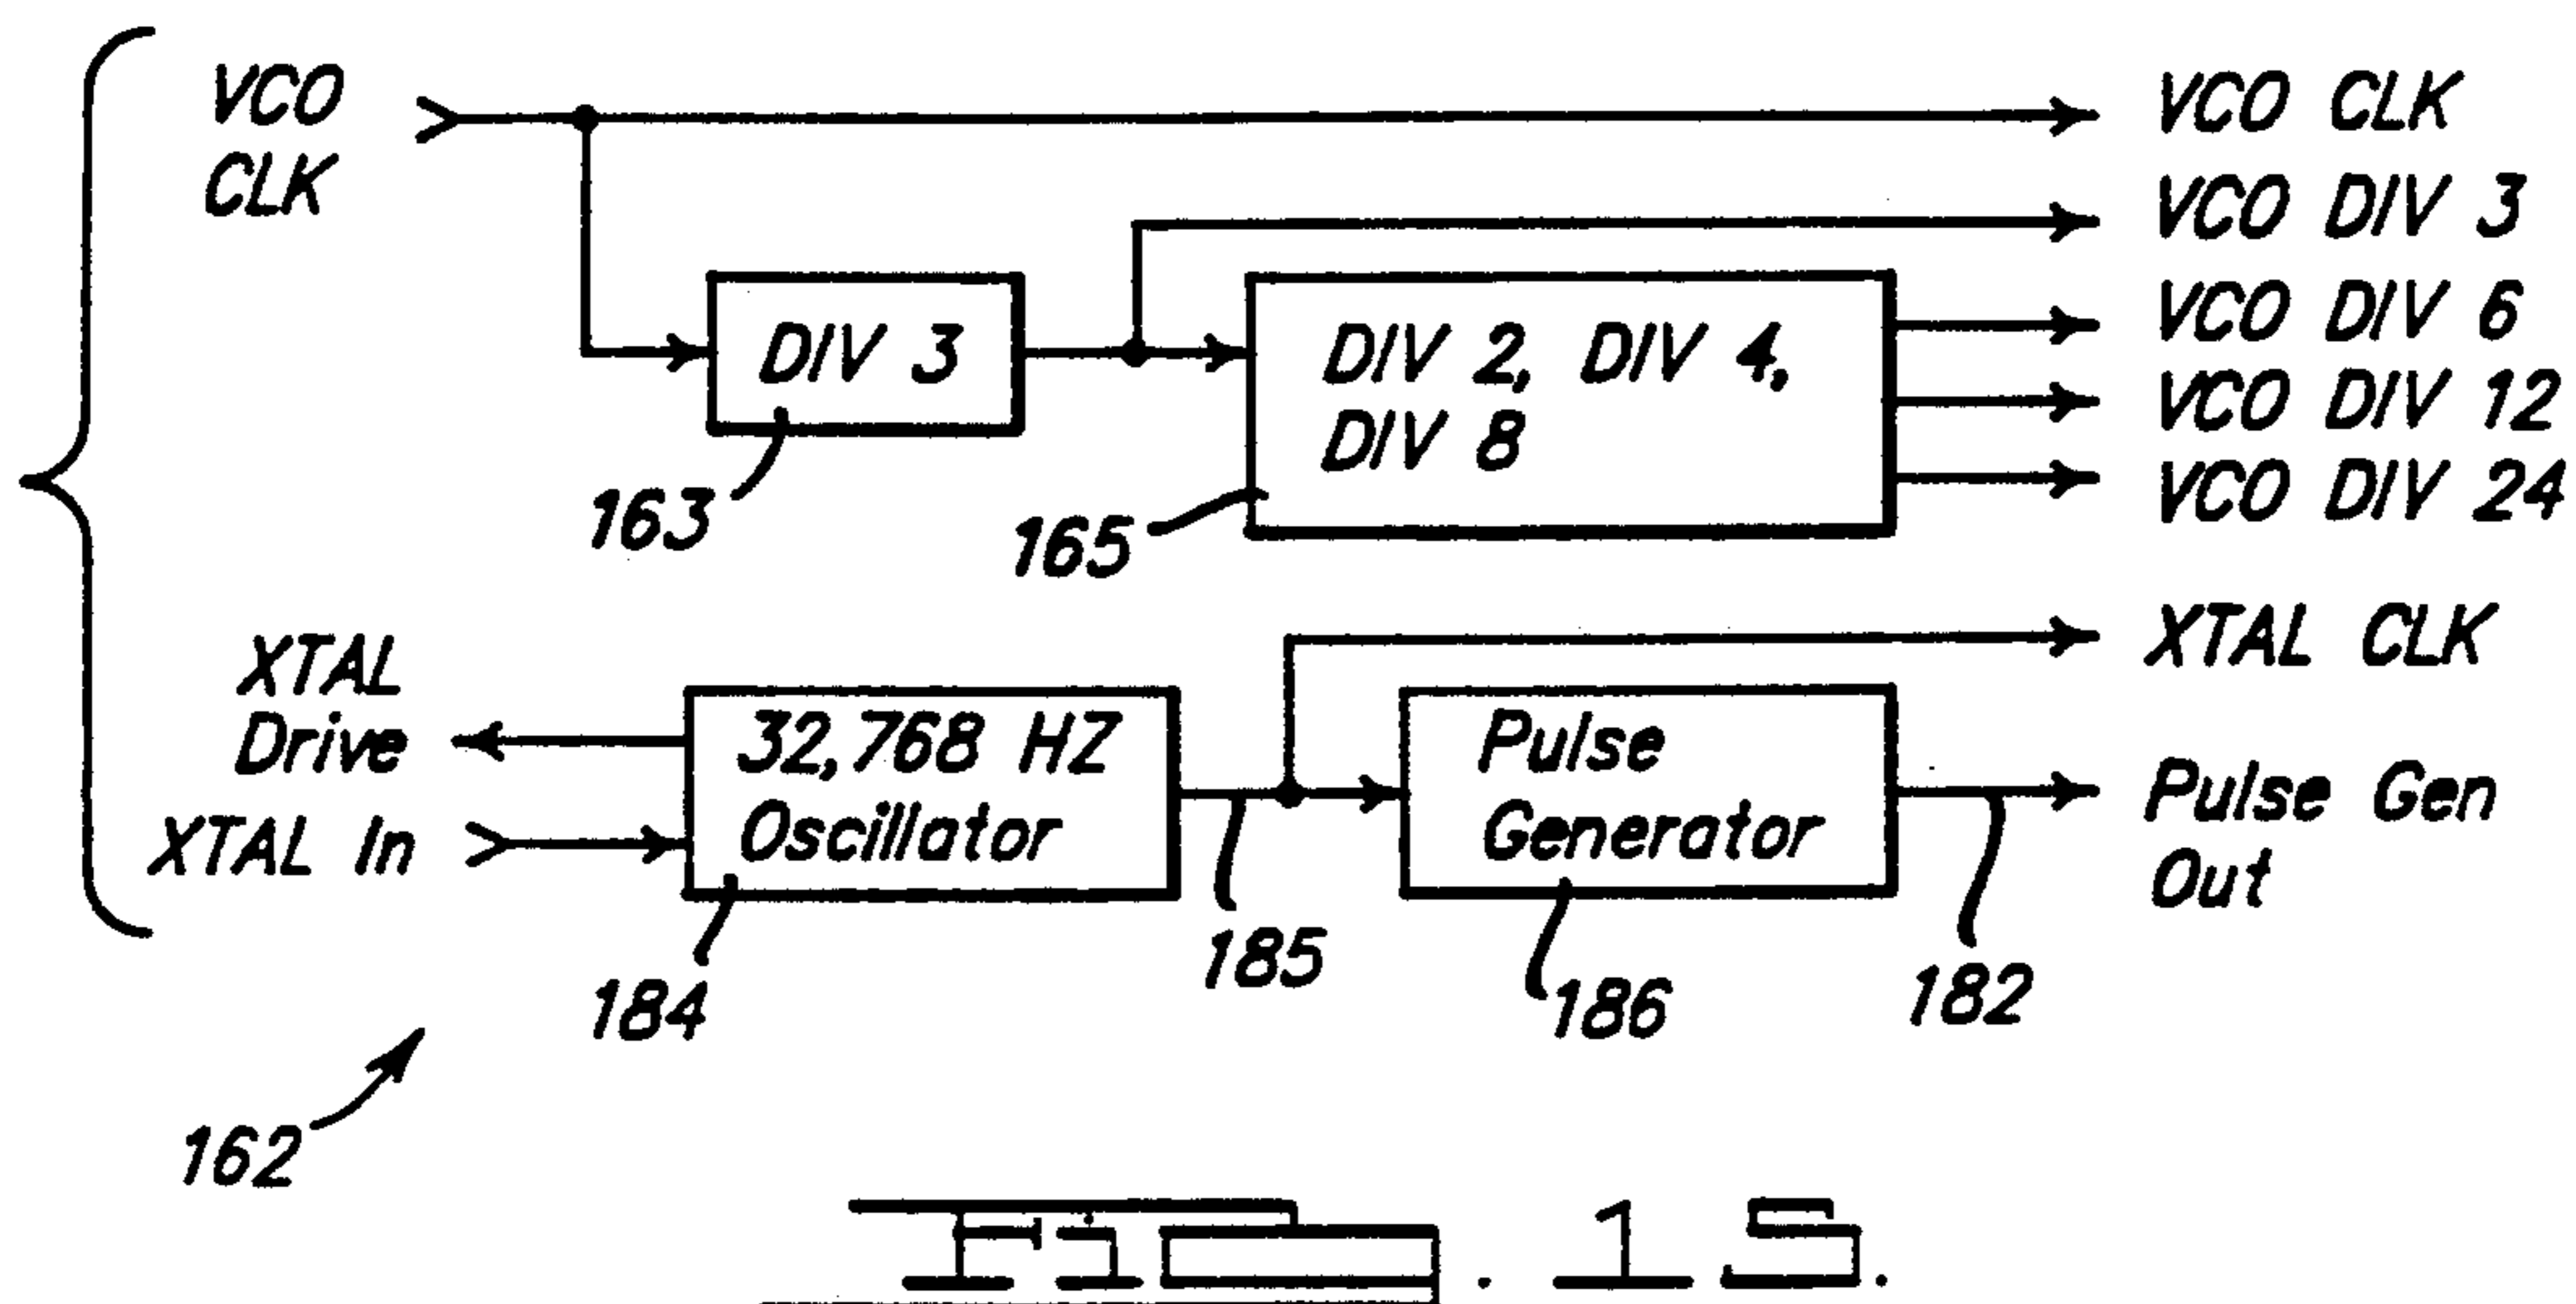 VCO
CLK
VCO CLK
VCO DIV 3
DIV 3
DIV 2, DIV 4,
DIV 8
VCO DIV 6
VCO DIV 12
VCO DIV 24
163
165
XTAL
Drive
XTAL In
32,768 HZ
Oscillator
Pulse
Generator
XTAL CLK
Pulse Gen
Out
184
185
186
182
162
Fig. 15.